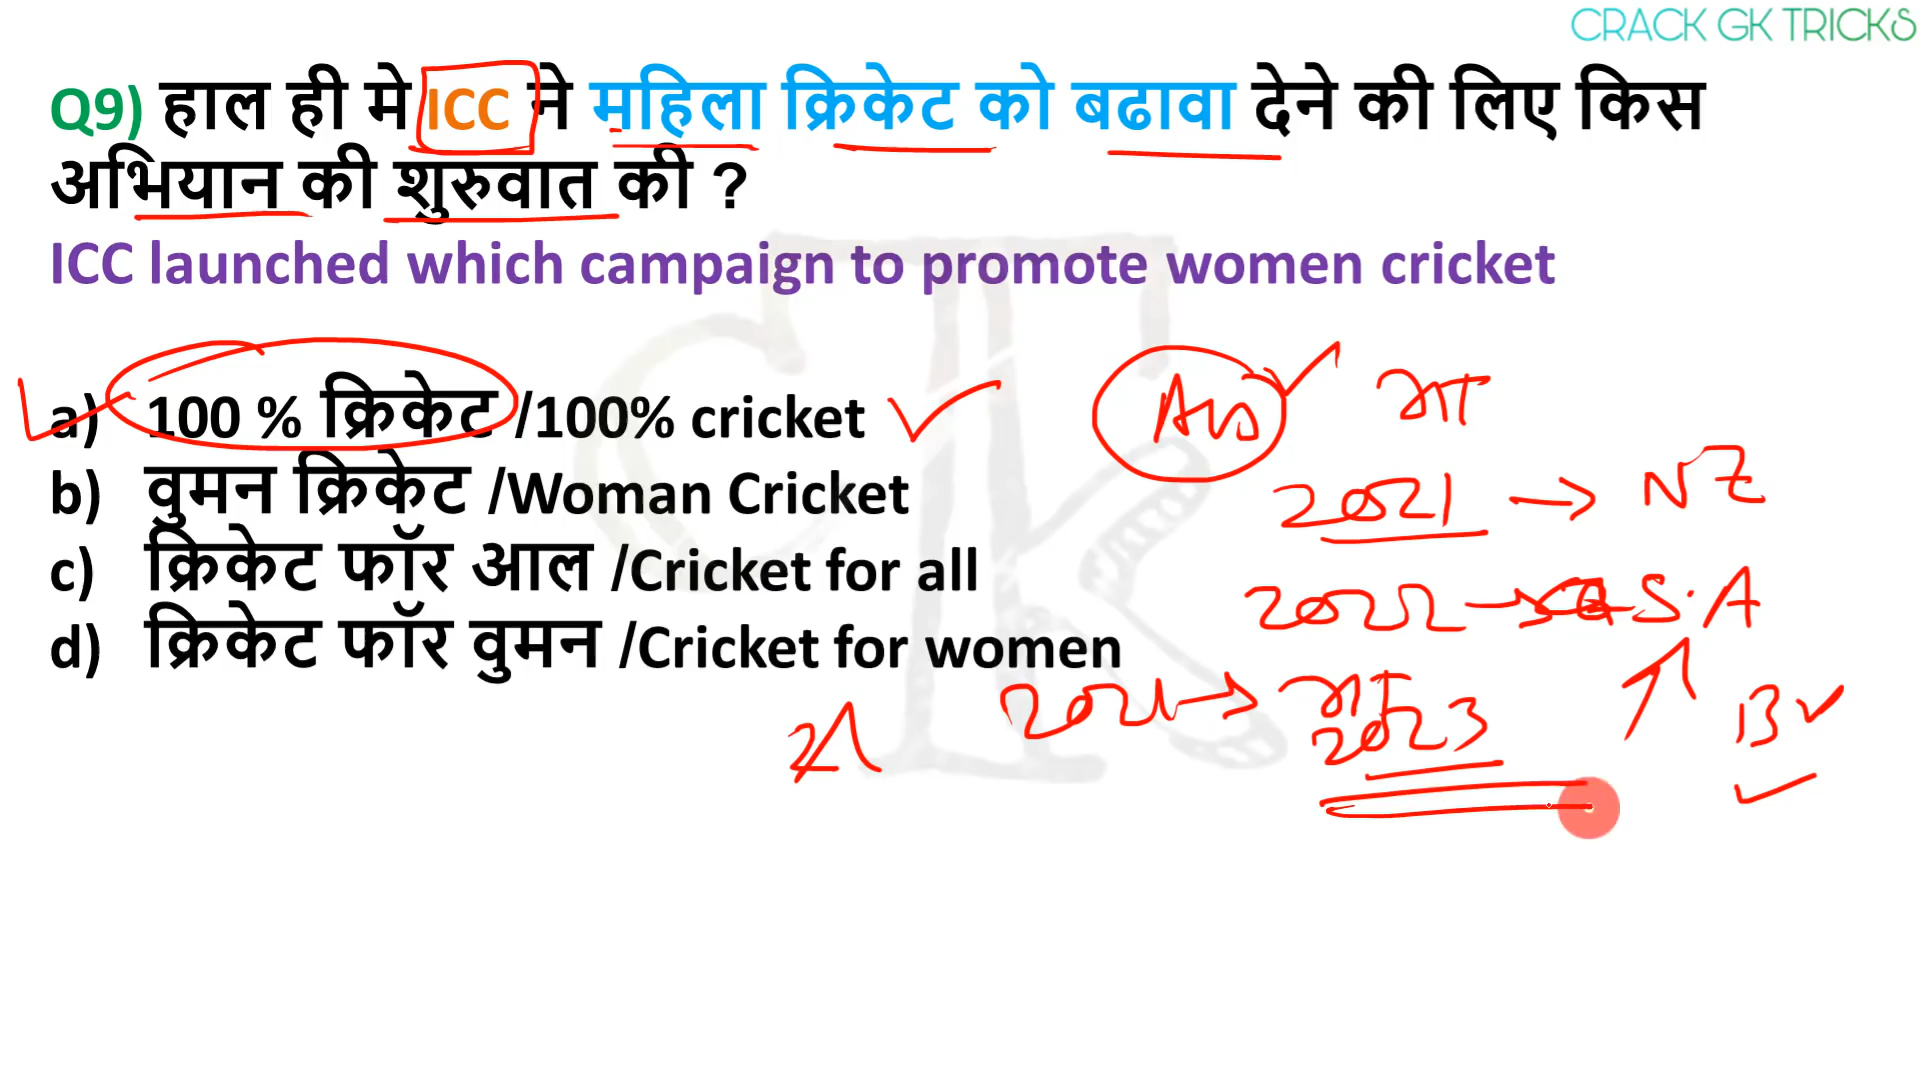 CRACK GK TRICKS
Q9) हाल ही मे ICC ने महिला क्रिकेट को बढावा देने की लिए किस
अभियान की शुरुवात की ?
ICC launched which campaign to promote women cricket
a) 100 % क्रिकेट /100% cricket
b) वुमन क्रिकेट /Woman Cricket
c) क्रिकेट फॉर आल /Cricket for all
d) क्रिकेट फॉर वुमन /Cricket for women
Ans
2021 → NZ
2022 → S.A
2021 →
2023
B